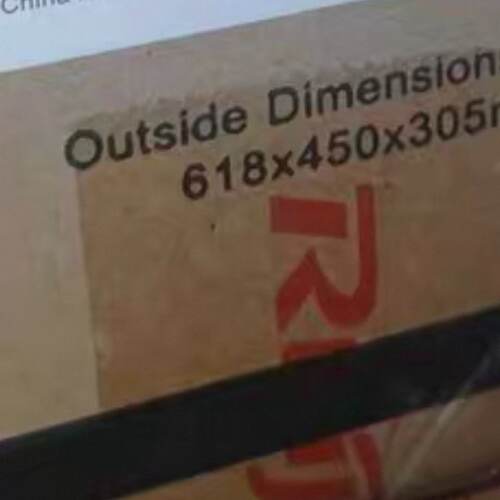 China
Outside Dimension
618x450x305
R